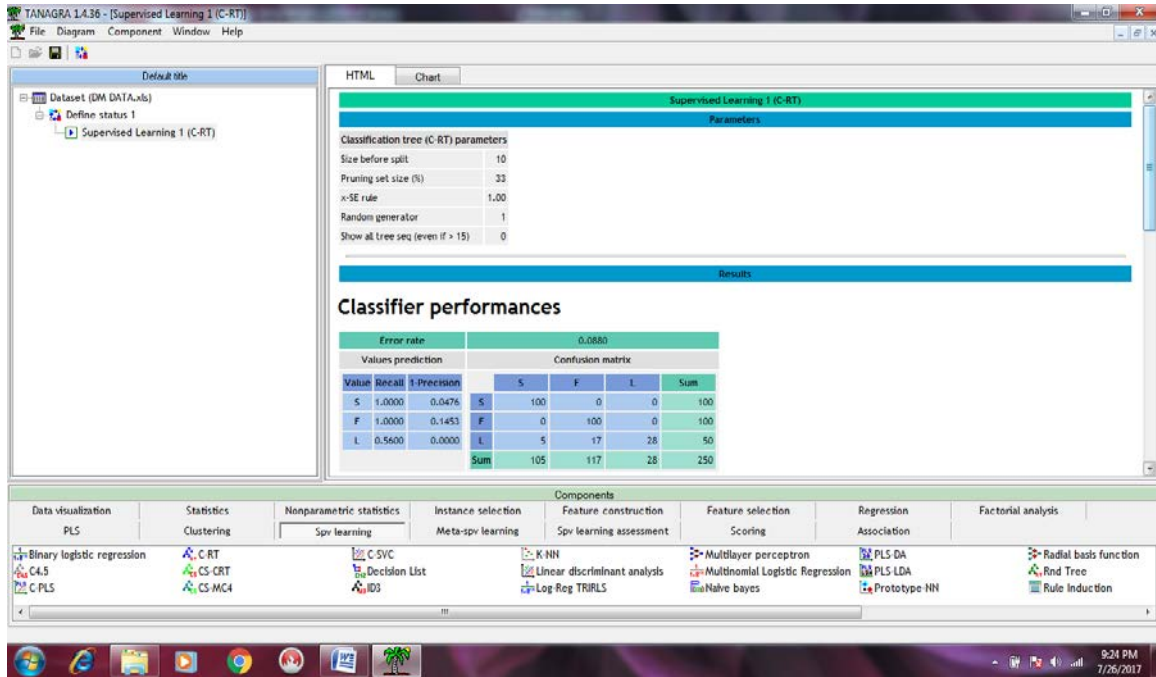 TANAGRA 1.4.36 - [Supervised Learning 1 (C-RT)]
File Diagram Component Window Help
Default title
Dataset (DM DATA.xls)
Define status 1
Supervised Learning 1 (C-RT)
HTML Chart
Supervised Learning 1 (C-RT)
Parameters
Classification tree (C-RT) parameters
Size before split 10
Pruning set size (%) 33
x-SE rule 1.00
Random generator 1
Show all tree seq (even if > 15) 0
Results
Classifier performances
Error rate 0.0880
Values prediction Confusion matrix
Value Recall 1-Precision S F L Sum
S 1.0000 0.0476 S 100 0 0 100
F 1.0000 0.1453 F 0 100 0 100
L 0.5600 0.0000 L 5 17 28 50
Sum 105 117 28 250
Components
Data visualization Statistics Nonparametric statistics Instance selection Feature construction Feature selection Regression Factorial analysis
PLS Clustering Spv learning Meta-spv learning Spv learning assessment Scoring Association
Binary logistic regression C-RT C-SVC K-NN Multilayer perceptron PLS-DA Radial basis function
C4.5 CS-CRT Decision List Linear discriminant analysis Multinomial Logistic Regression PLS-LDA Rnd Tree
C-PLS CS-MC4 ID3 Log-Reg TRIRLS Naive bayes Prototype-NN Rule Induction
9:24 PM
7/26/2017